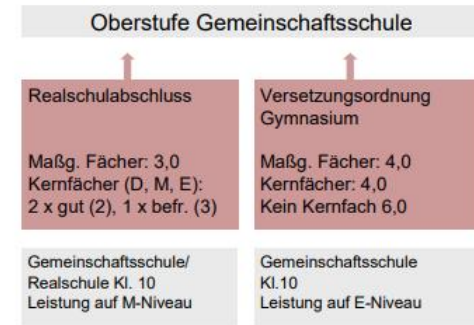 Oberstufe Gemeinschaftsschule
Realschulabschluss
Maßg. Fächer: 3,0
Kernfächer (D, M, E):
2 x gut (2), 1 x befr. (3)
Versetzungsordnung
Gymnasium
Maßg. Fächer: 4,0
Kernfächer: 4,0
Kein Kernfach 6,0
Gemeinschaftsschule/
Realschule Kl. 10
Leistung auf M-Niveau
Gemeinschaftsschule
Kl.10
Leistung auf E-Niveau